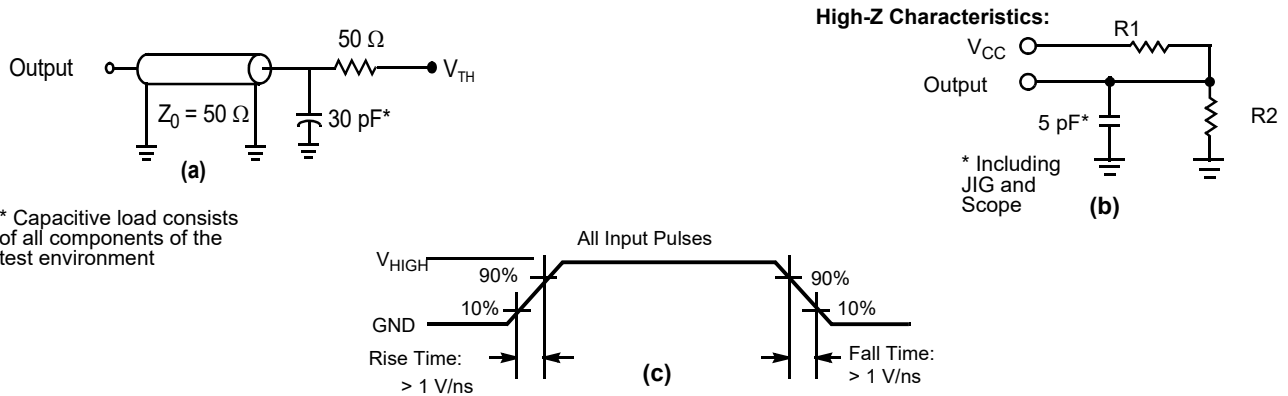 50 Ω
Output
V_TH
Z_0 = 50 Ω
30 pF*
(a)
* Capacitive load consists
of all components of the
test environment
High-Z Characteristics:
R1
V_CC
Output
5 pF*
R2
* Including
JIG and
Scope
(b)
All Input Pulses
V_HIGH
90%
90%
10%
10%
GND
Rise Time:
> 1 V/ns
Fall Time:
> 1 V/ns
(c)